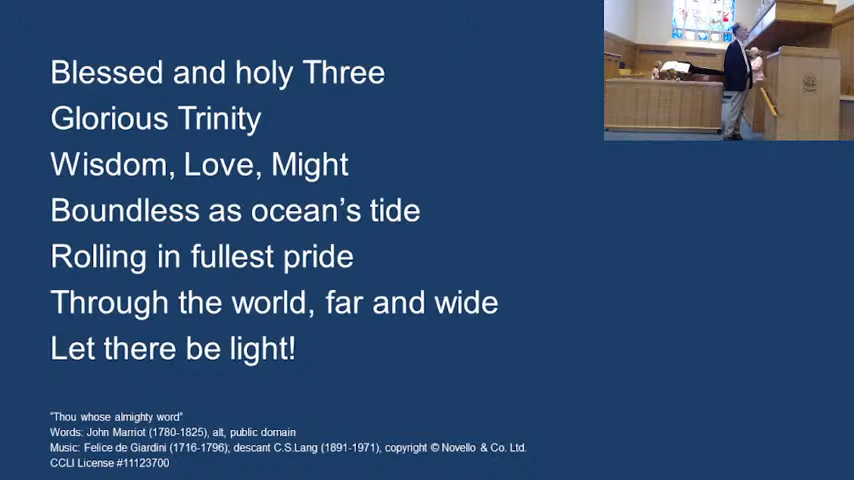 Blessed and holy Three
Glorious Trinity
Wisdom, Love, Might
Boundless as ocean's tide
Rolling in fullest pride
Through the world, far and wide
Let there be light!
"Thou whose almighty word"
Words: John Marriot (1780-1825), alt, public domain
Music: Felice de Giardini (1716-1796); descant C.S.Lang (1891-1971), copyright © Novello & Co. Ltd.
CCLI License #11123700